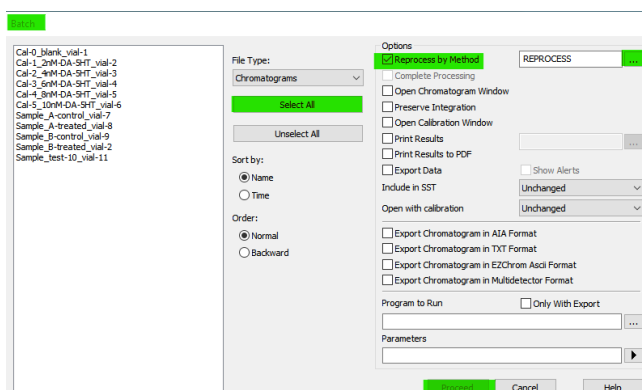 Batch
Cal-0_blank_vial-1
Cal-1_2nM-DA-5HT_vial-2
Cal-2_4nM-DA-5HT_vial-3
Cal-3_6nM-DA-5HT_vial-4
Cal-4_8nM-DA-5HT_vial-5
Cal-5_10nM-DA-5HT_vial-6
Sample_A-control_vial-7
Sample_A-treated_vial-8
Sample_B-control_vial-9
Sample_B-treated_vial-2
Sample_test-10_vial-11
File Type:
Chromatograms
Select All
Unselect All
Sort by:
Name
Time
Order:
Normal
Backward
Options
Reprocess by Method REPROCESS ...
Complete Processing
Open Chromatogram Window
Preserve Integration
Open Calibration Window
Print Results ...
Print Results to PDF
Export Data Show Alerts
Include in SST Unchanged
Open with calibration Unchanged
Export Chromatogram in AIA Format
Export Chromatogram in TXT Format
Export Chromatogram in EZChrom Ascii Format
Export Chromatogram in Multidetector Format
Program to Run Only With Export
...
Parameters
Proceed Cancel Help